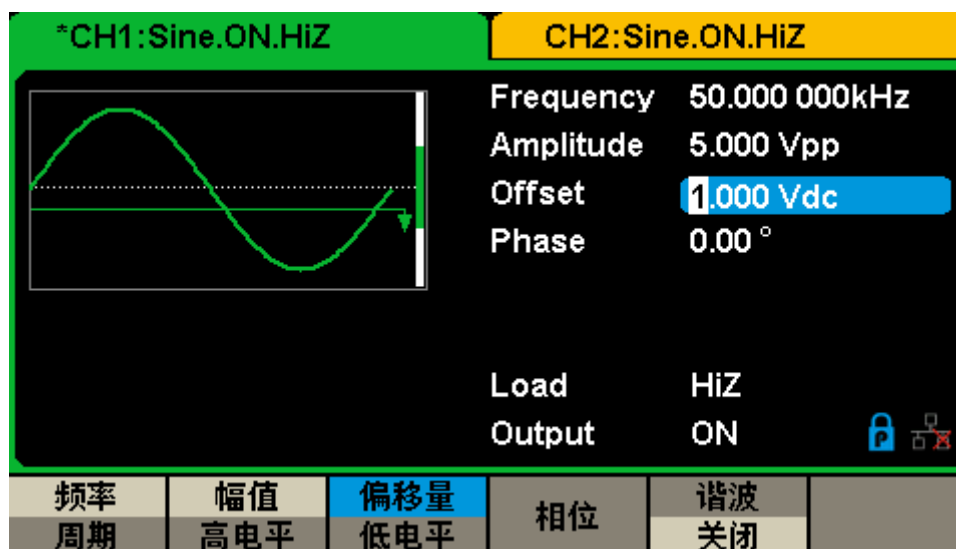 *CH1:Sine.ON.HiZ CH2:Sine.ON.HiZ
Frequency 50.000 000kHz
Amplitude 5.000 Vpp
Offset 1.000 Vdc
Phase 0.00 °
Load HiZ
Output ON
P
频率 幅值 偏移量 相位 谐波
周期 高电平 低电平 关闭